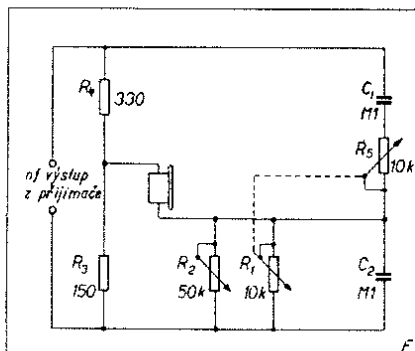 R4
330
C1
M1
R5
10k
nf výstup
z přijímače
R3
150
R2
50k
R1
10k
C2
M1